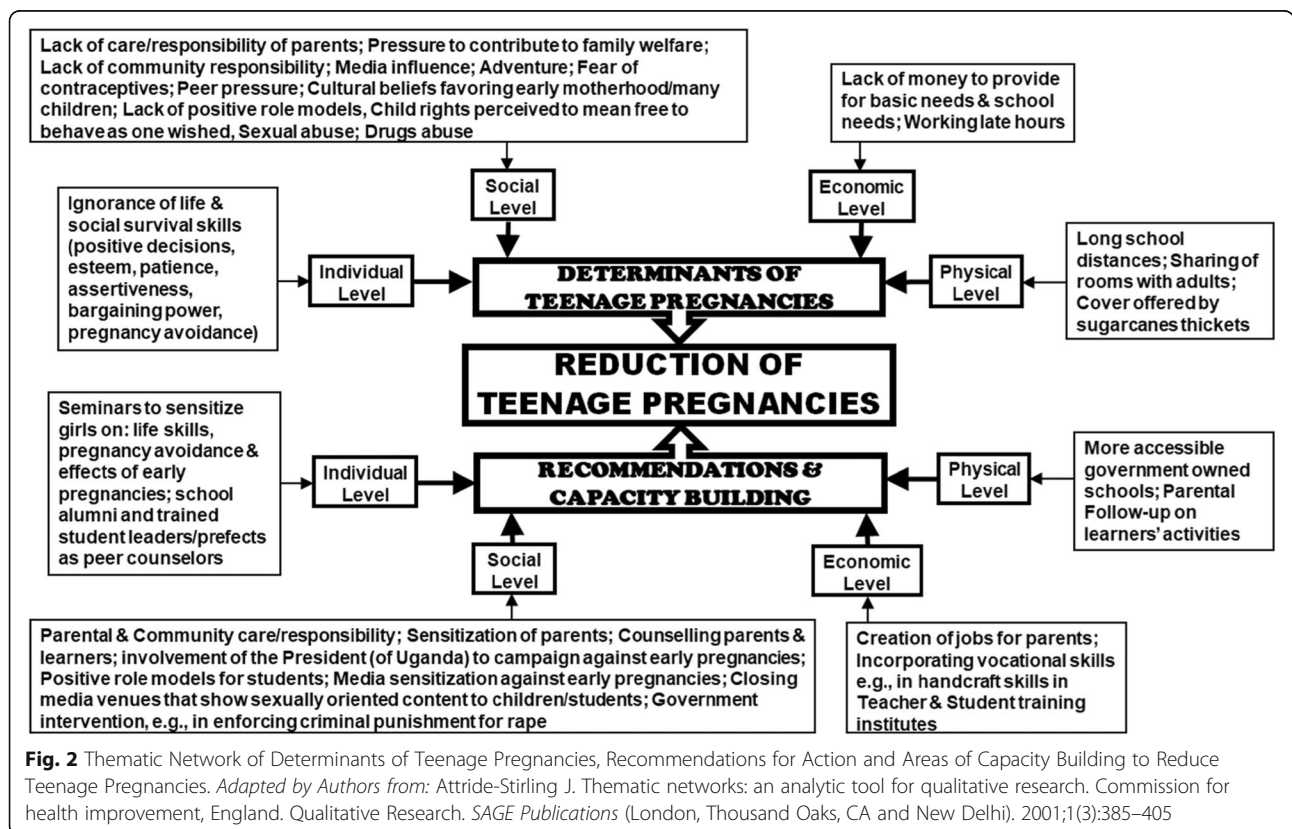 Lack of care/responsibility of parents; Pressure to contribute to family welfare;
Lack of community responsibility; Media influence; Adventure; Fear of
contraceptives; Peer pressure; Cultural beliefs favoring early motherhood/many
children; Lack of positive role models, Child rights perceived to mean free to
behave as one wished, Sexual abuse; Drugs abuse
Lack of money to provide
for basic needs & school
needs; Working late hours
Social
Level
Economic
Level
Ignorance of life &
social survival skills
(positive decisions,
esteem, patience,
assertiveness,
bargaining power,
pregnancy avoidance)
Individual
Level
DETERMINANTS OF
TEENAGE PREGNANCIES
Physical
Level
Long school
distances; Sharing of
rooms with adults;
Cover offered by
sugarcanes thickets
REDUCTION OF
TEENAGE PREGNANCIES
Seminars to sensitize
girls on: life skills,
pregnancy avoidance &
effects of early
pregnancies; school
alumni and trained
student leaders/prefects
as peer counselors
Individual
Level
RECOMMENDATIONS &
CAPACITY BUILDING
Physical
Level
More accessible
government owned
schools; Parental
Follow-up on
learners' activities
Social
Level
Economic
Level
Parental & Community care/responsibility; Sensitization of parents; Counselling parents &
learners; involvement of the President (of Uganda) to campaign against early pregnancies;
Positive role models for students; Media sensitization against early pregnancies; Closing
media venues that show sexually oriented content to children/students; Government
intervention, e.g., in enforcing criminal punishment for rape
Creation of jobs for parents;
Incorporating vocational skills
e.g., in handcraft skills in
Teacher & Student training
institutes
Fig. 2 Thematic Network of Determinants of Teenage Pregnancies, Recommendations for Action and Areas of Capacity Building to Reduce
Teenage Pregnancies. Adapted by Authors from: Attride-Stirling J. Thematic networks: an analytic tool for qualitative research. Commission for
health improvement, England. Qualitative Research. SAGE Publications (London, Thousand Oaks, CA and New Delhi). 2001;1(3):385–405